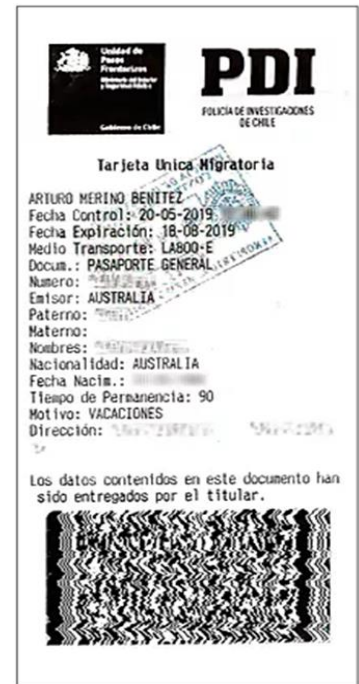 Unidad de
Pasos
Fronterizos
Ministerio del Interior
y Seguridad Pública
Gobierno de Chile
PDI
POLICÍA DE INVESTIGACIONES
DE CHILE
Tarjeta Unica Migratoria
ARTURO MERINO BENITEZ
Fecha Control: 20-05-2019
Fecha Expiración: 18-08-2019
Medio Transporte: LA800-E
Docum.: PASAPORTE GENERAL
Numero:
Emisor: AUSTRALIA
Paterno:
Materno:
Nombres:
Nacionalidad: AUSTRALIA
Fecha Nacim.:
Tiempo de Permanencia: 90
Motivo: VACACIONES
Dirección:
Los datos contenidos en este documento han
sido entregados por el titular.